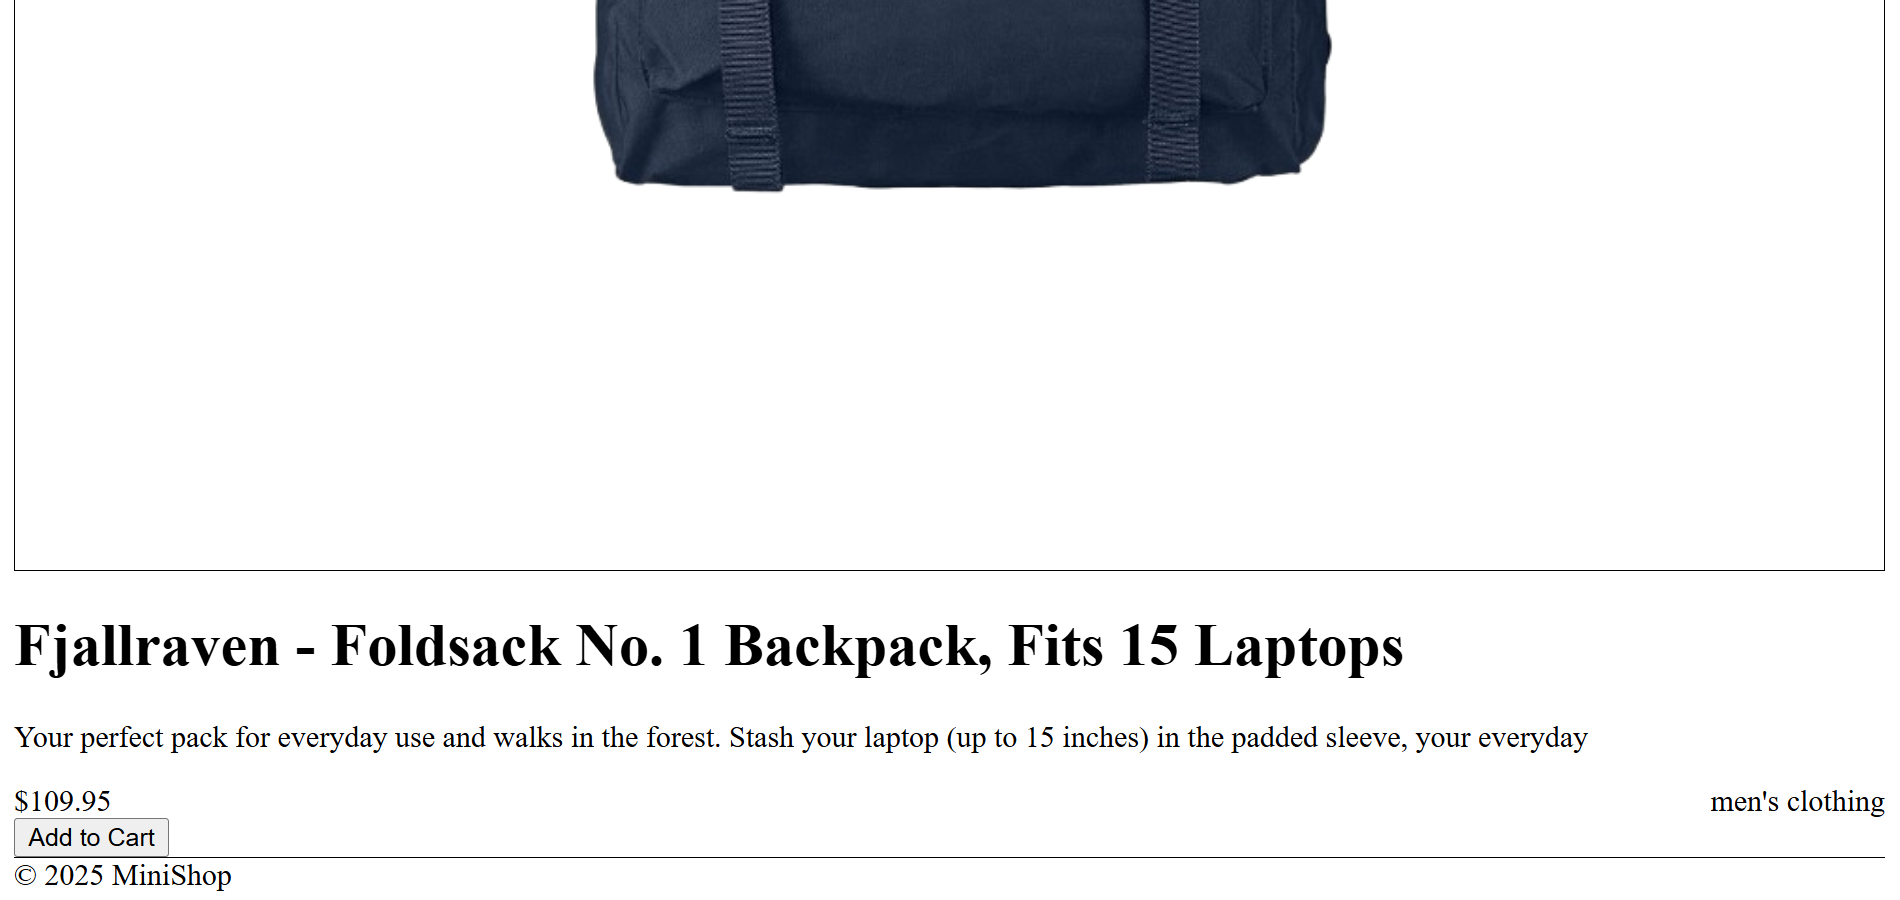 Fjallraven - Foldsack No. 1 Backpack, Fits 15 Laptops
Your perfect pack for everyday use and walks in the forest. Stash your laptop (up to 15 inches) in the padded sleeve, your everyday
$109.95 men's clothing
Add to Cart
© 2025 MiniShop